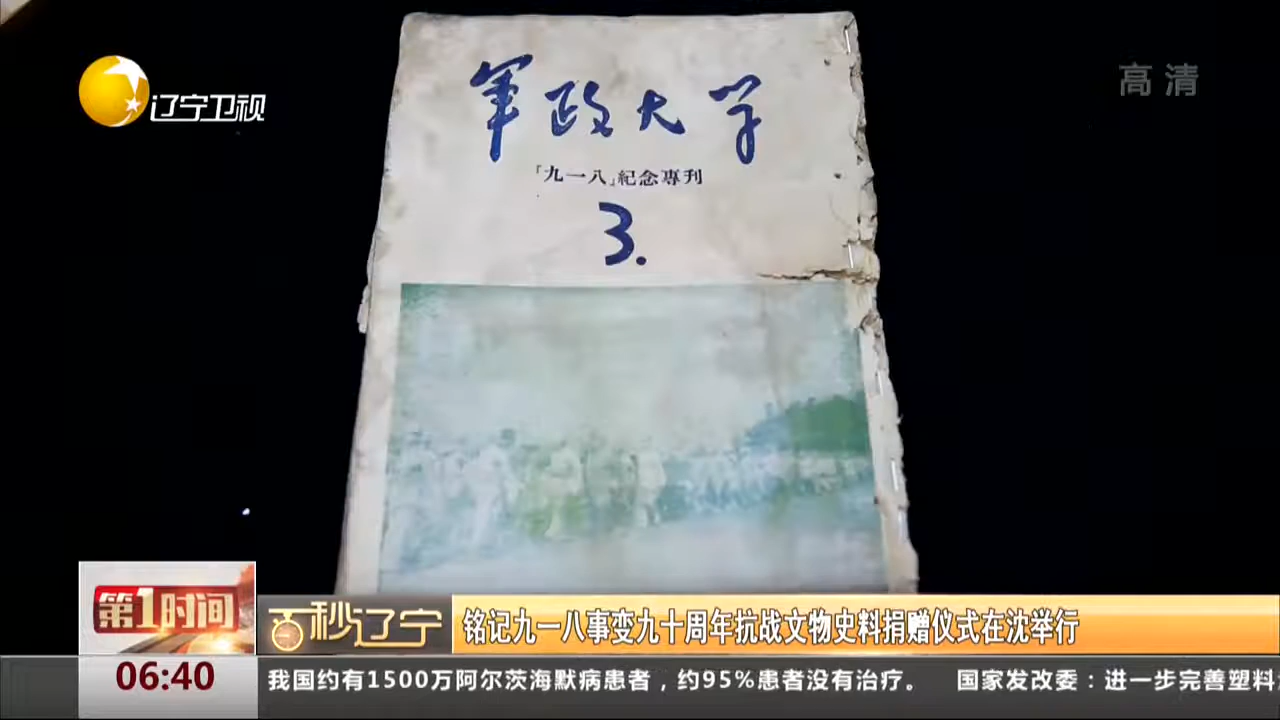 辽宁卫视
高清
軍政大学
「九一八」紀念專刊
3.
第1时间
百秒辽宁
铭记九一八事变九十周年抗战文物史料捐赠仪式在沈举行
06:40
我国约有1500万阿尔茨海默病患者，约95%患者没有治疗。 国家发改委：进一步完善塑料